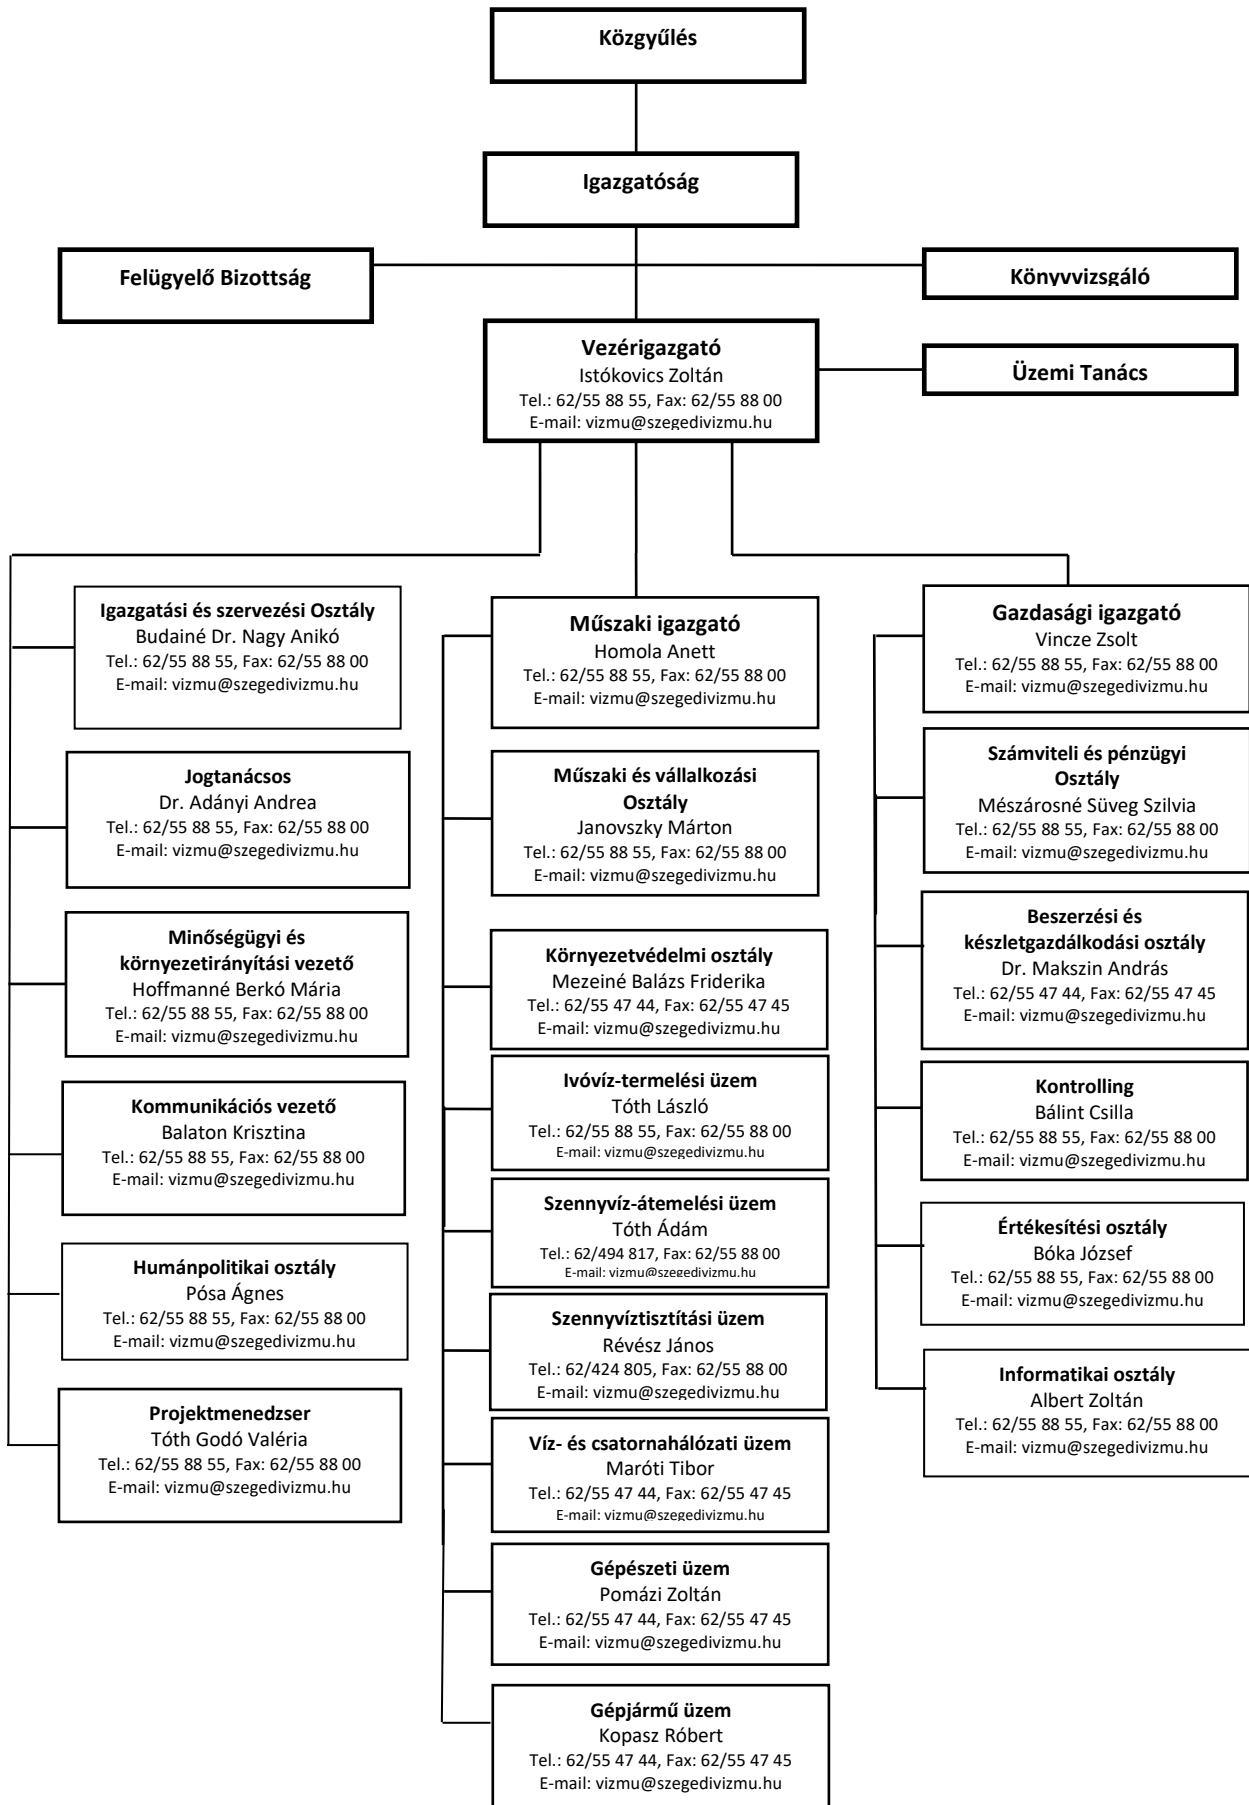 Közgyűlés
Igazgatóság
Felügyelő Bizottság
Könyvvizsgáló
Vezérigazgató
Istókovics Zoltán
Tel.: 62/55 88 55, Fax: 62/55 88 00
E-mail: vizmu@szegedivizmu.hu
Üzemi Tanács
Igazgatási és szervezési Osztály
Budainé Dr. Nagy Anikó
Tel.: 62/55 88 55, Fax: 62/55 88 00
E-mail: vizmu@szegedivizmu.hu
Jogtanácsos
Dr. Adányi Andrea
Tel.: 62/55 88 55, Fax: 62/55 88 00
E-mail: vizmu@szegedivizmu.hu
Minőségügyi és
környezetirányítási vezető
Hoffmanné Berkó Mária
Tel.: 62/55 88 55, Fax: 62/55 88 00
E-mail: vizmu@szegedivizmu.hu
Kommunikációs vezető
Balaton Krisztina
Tel.: 62/55 88 55, Fax: 62/55 88 00
E-mail: vizmu@szegedivizmu.hu
Humánpolitikai osztály
Pósa Ágnes
Tel.: 62/55 88 55, Fax: 62/55 88 00
E-mail: vizmu@szegedivizmu.hu
Projektmenedzser
Tóth Godó Valéria
Tel.: 62/55 88 55, Fax: 62/55 88 00
E-mail: vizmu@szegedivizmu.hu
Műszaki igazgató
Homola Anett
Tel.: 62/55 88 55, Fax: 62/55 88 00
E-mail: vizmu@szegedivizmu.hu
Műszaki és vállalkozási
Osztály
Janovszky Márton
Tel.: 62/55 88 55, Fax: 62/55 88 00
E-mail: vizmu@szegedivizmu.hu
Környezetvédelmi osztály
Mezeiné Balázs Friderika
Tel.: 62/55 47 44, Fax: 62/55 47 45
E-mail: vizmu@szegedivizmu.hu
Ivóvíz-termelési üzem
Tóth László
Tel.: 62/55 88 55, Fax: 62/55 88 00
E-mail: vizmu@szegedivizmu.hu
Szennyvíz-átemelési üzem
Tóth Ádám
Tel.: 62/494 817, Fax: 62/55 88 00
E-mail: vizmu@szegedivizmu.hu
Szennyvíztisztítási üzem
Révész János
Tel.: 62/424 805, Fax: 62/55 88 00
E-mail: vizmu@szegedivizmu.hu
Víz- és csatornahálózati üzem
Maróti Tibor
Tel.: 62/55 47 44, Fax: 62/55 47 45
E-mail: vizmu@szegedivizmu.hu
Gépészeti üzem
Pomázi Zoltán
Tel.: 62/55 47 44, Fax: 62/55 47 45
E-mail: vizmu@szegedivizmu.hu
Gépjármű üzem
Kopasz Róbert
Tel.: 62/55 47 44, Fax: 62/55 47 45
E-mail: vizmu@szegedivizmu.hu
Gazdasági igazgató
Vincze Zsolt
Tel.: 62/55 88 55, Fax: 62/55 88 00
E-mail: vizmu@szegedivizmu.hu
Számviteli és pénzügyi
Osztály
Mészárosné Süveg Szilvia
Tel.: 62/55 88 55, Fax: 62/55 88 00
E-mail: vizmu@szegedivizmu.hu
Beszerzési és
készletgazdálkodási osztály
Dr. Makszin András
Tel.: 62/55 47 44, Fax: 62/55 47 45
E-mail: vizmu@szegedivizmu.hu
Kontrolling
Bálint Csilla
Tel.: 62/55 88 55, Fax: 62/55 88 00
E-mail: vizmu@szegedivizmu.hu
Értékesítési osztály
Bóka József
Tel.: 62/55 88 55, Fax: 62/55 88 00
E-mail: vizmu@szegedivizmu.hu
Informatikai osztály
Albert Zoltán
Tel.: 62/55 88 55, Fax: 62/55 88 00
E-mail: vizmu@szegedivizmu.hu